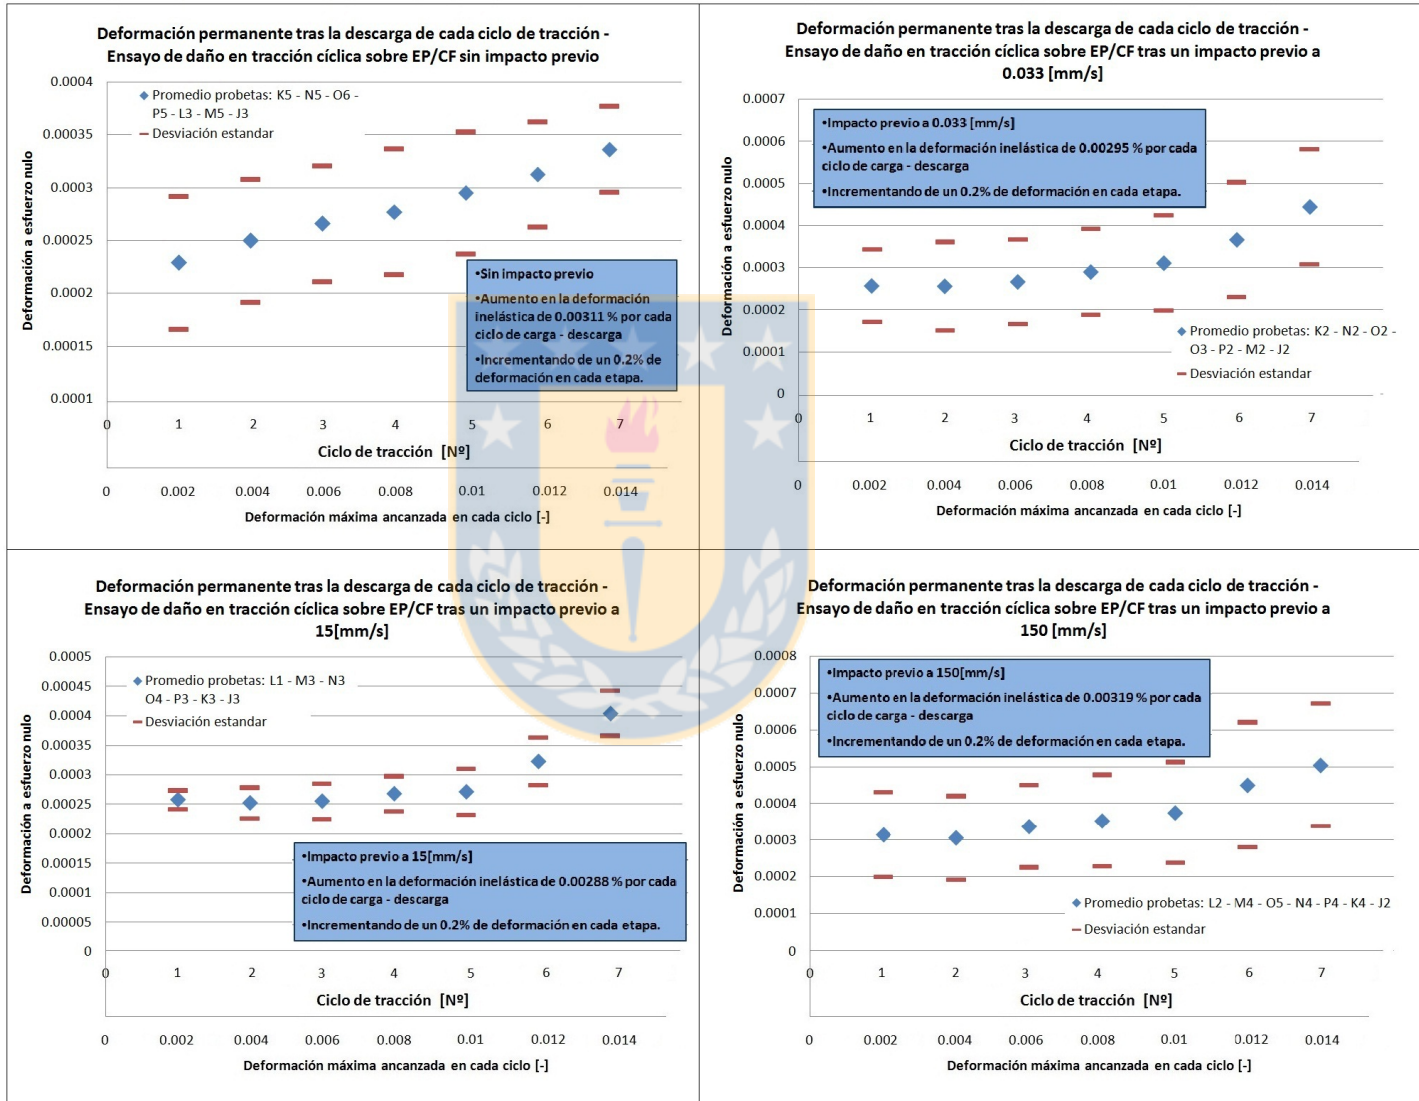 Deformación permanente tras la descarga de cada ciclo de tracción -
Ensayo de daño en tracción cíclica sobre EP/CF sin impacto previo
0.0004
0.00035
0.0003
0.00025
0.0002
0.00015
0.0001
Deformación a esfuerzo nulo
Promedio probetas: K5 - N5 - O6 -
P5 - L3 - M5 - J3
Desviación estandar
•Sin impacto previo
•Aumento en la deformación
inelástica de 0.00311 % por cada
ciclo de carga - descarga
•Incrementando de un 0.2% de
deformación en cada etapa.
0 1 2 3 4 5 6 7
Ciclo de tracción [Nº]
0 0.002 0.004 0.006 0.008 0.01 0.012 0.014
Deformación máxima ancanzada en cada ciclo [-]
Deformación permanente tras la descarga de cada ciclo de tracción -
Ensayo de daño en tracción cíclica sobre EP/CF tras un impacto previo a
0.033 [mm/s]
0.0007
0.0006
0.0005
0.0004
0.0003
0.0002
0.0001
0
Deformación a esfuerzo nulo
•Impacto previo a 0.033 [mm/s]
•Aumento en la deformación inelástica de 0.00295 % por cada
ciclo de carga - descarga
•Incrementando de un 0.2% de deformación en cada etapa.
Promedio probetas: K2 - N2 - O2 -
O3 - P2 - M2 - J2
Desviación estandar
0 1 2 3 4 5 6 7
Ciclo de tracción [Nº]
0 0.002 0.004 0.006 0.008 0.01 0.012 0.014
Deformación máxima ancanzada en cada ciclo [-]
Deformación permanente tras la descarga de cada ciclo de tracción -
Ensayo de daño en tracción cíclica sobre EP/CF tras un impacto previo a
15[mm/s]
0.0005
0.00045
0.0004
0.00035
0.0003
0.00025
0.0002
0.00015
0.0001
0.00005
0
Deformación a esfuerzo nulo
Promedio probetas: L1 - M3 - N3
O4 - P3 - K3 - J3
Desviación estandar
•Impacto previo a 15[mm/s]
•Aumento en la deformación inelástica de 0.00288 % por cada
ciclo de carga - descarga
•Incrementando de un 0.2% de deformación en cada etapa.
0 1 2 3 4 5 6 7
Ciclo de tracción [Nº]
0 0.002 0.004 0.006 0.008 0.01 0.012 0.014
Deformación máxima ancanzada en cada ciclo [-]
Deformación permanente tras la descarga de cada ciclo de tracción -
Ensayo de daño en tracción cíclica sobre EP/CF tras un impacto previo a
150 [mm/s]
0.0008
0.0007
0.0006
0.0005
0.0004
0.0003
0.0002
0.0001
0
Deformación a esfuerzo nulo
•Impacto previo a 150[mm/s]
•Aumento en la deformación inelástica de 0.00319 % por cada
ciclo de carga - descarga
•Incrementando de un 0.2% de deformación en cada etapa.
Promedio probetas: L2 - M4 - O5 - N4 - P4 - K4 - J2
Desviación estandar
0 1 2 3 4 5 6 7
Ciclo de tracción [Nº]
0 0.002 0.004 0.006 0.008 0.01 0.012 0.014
Deformación máxima ancanzada en cada ciclo [-]